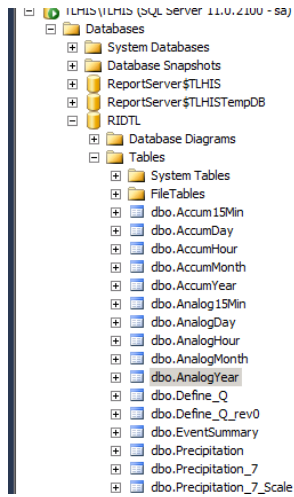 TLHIS\TLHIS (SQL Server 11.0.2100 - sa)
Databases
System Databases
Database Snapshots
ReportServer$TLHIS
ReportServer$TLHISTempDB
RIDTL
Database Diagrams
Tables
System Tables
FileTables
dbo.Accum15Min
dbo.AccumDay
dbo.AccumHour
dbo.AccumMonth
dbo.AccumYear
dbo.Analog15Min
dbo.AnalogDay
dbo.AnalogHour
dbo.AnalogMonth
dbo.AnalogYear
dbo.Define_Q
dbo.Define_Q_rev0
dbo.EventSummary
dbo.Precipitation
dbo.Precipitation_7
dbo.Precipitation_7_Scale